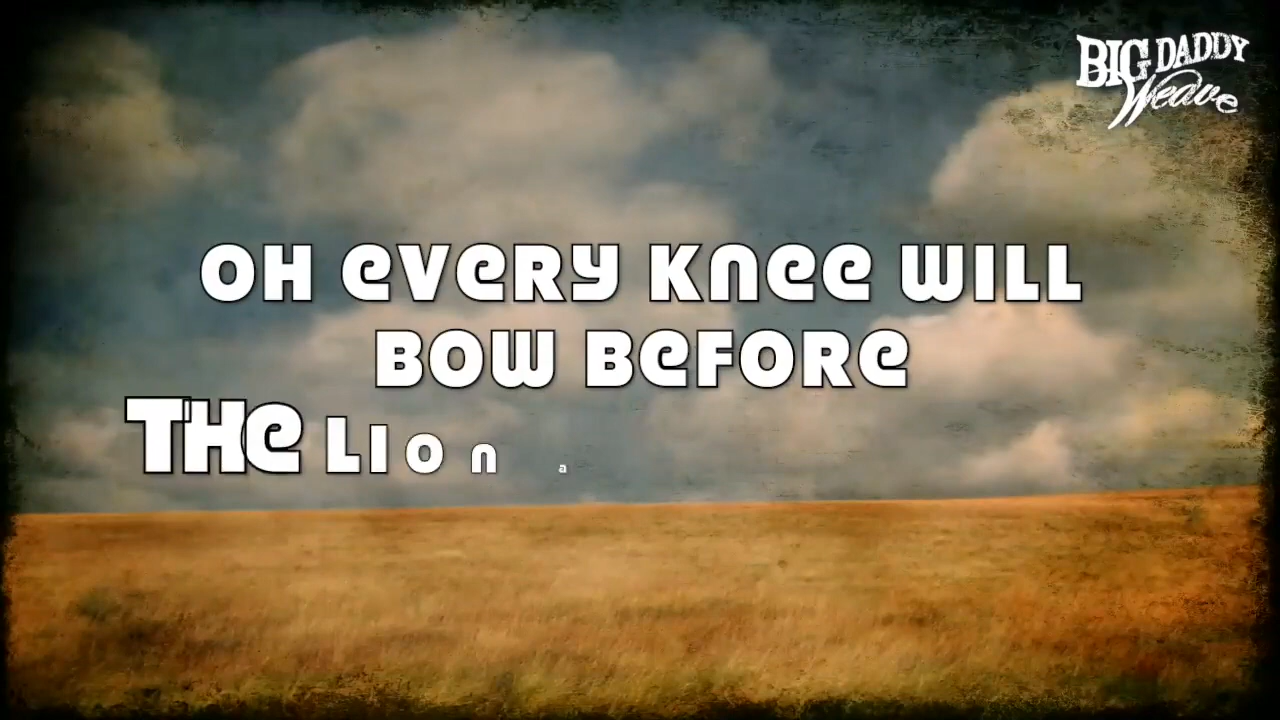 BIG DADDY
Weave
OH EVERY KNEE WILL
BOW BEFORE
THE LION a